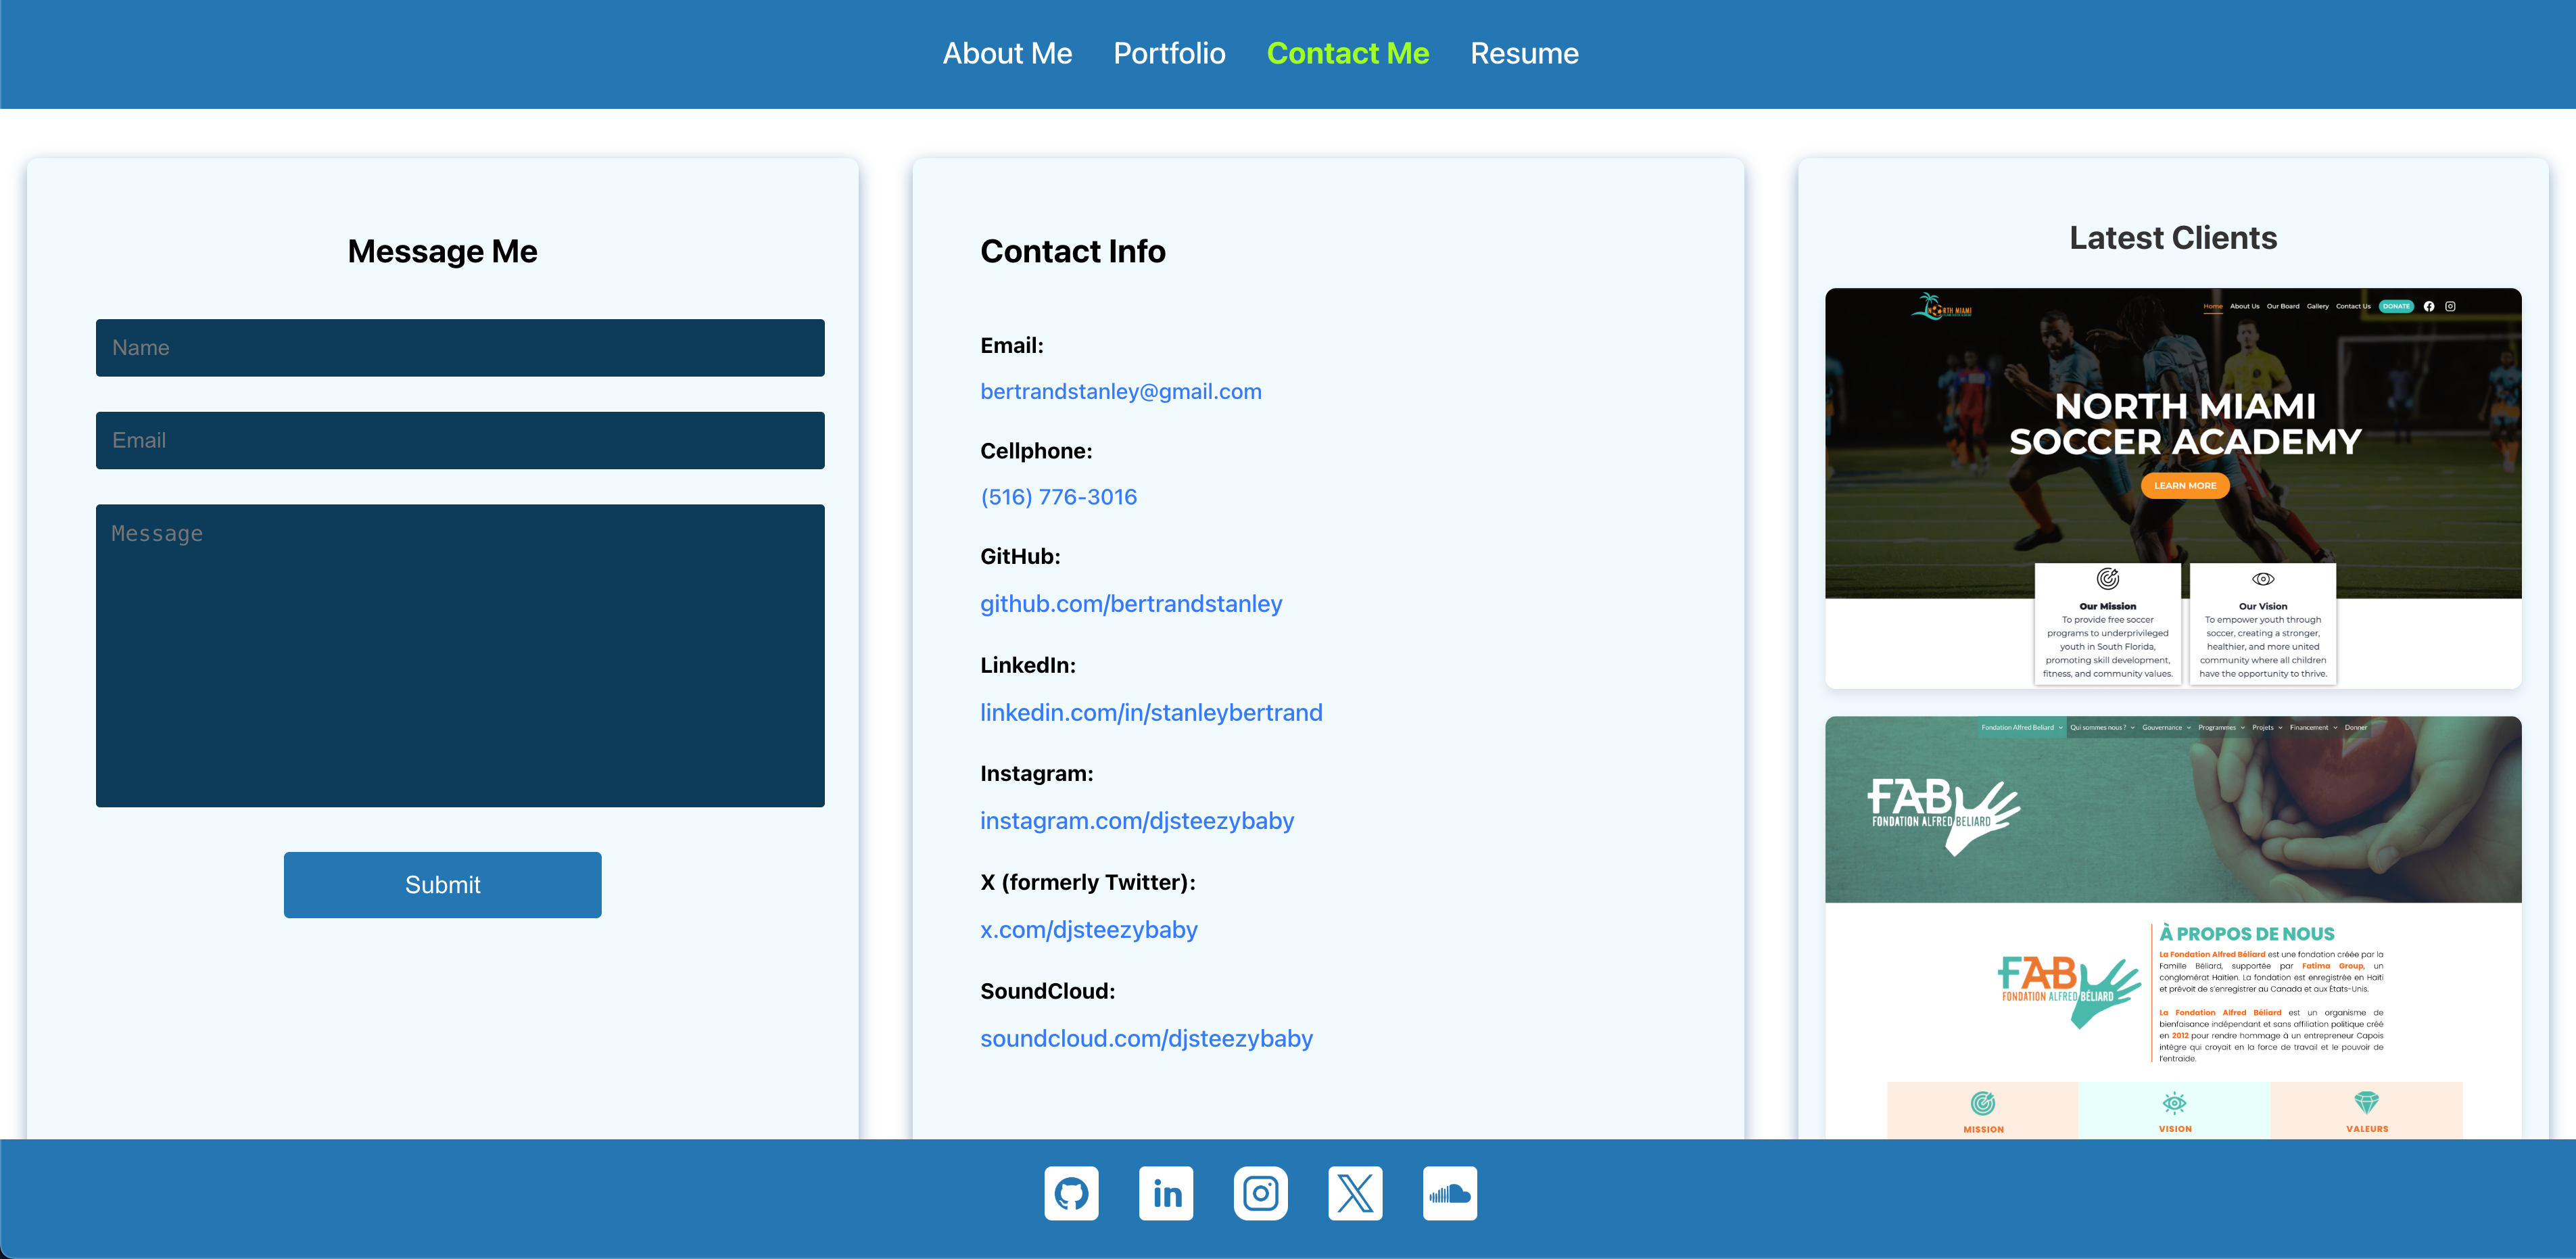 About Me Portfolio Contact Me Resume
Message Me
Name
Email
Message
Submit
Contact Info
Email:
bertrandstanley@gmail.com
Cellphone:
(516) 776-3016
GitHub:
github.com/bertrandstanley
LinkedIn:
linkedin.com/in/stanleybertrand
Instagram:
instagram.com/djsteezybaby
X (formerly Twitter):
x.com/djsteezybaby
SoundCloud:
soundcloud.com/djsteezybaby
Latest Clients
NORTH MIAMI
Home About Us Our Board Gallery Contact Us DONATE
NORTH MIAMI
SOCCER ACADEMY
LEARN MORE
Our Mission
To provide free soccer
programs to underprivileged
youth in South Florida,
promoting skill development,
fitness, and community values.
Our Vision
To empower youth through
soccer, creating a stronger,
healthier, and more united
community where all children
have the opportunity to thrive.
Fondation Alfred Beliard Qui sommes nous ? Gouvernance Programmes Projets Financement Donner
FAB
FONDATION ALFRED BELIARD
FAB
FONDATION ALFRED BÉLIARD
À PROPOS DE NOUS
La Fondation Alfred Béliard est une fondation créée par la
Famille Béliard, supportée par Fatima Group, un
conglomérat Haïtien. La fondation est enregistrée en Haïti
et prévoit de s'enregistrer au Canada et aux États-Unis.
La Fondation Alfred Béliard est un organisme de
bienfaisance indépendant et sans affiliation politique créé
en 2012 pour rendre hommage à un entrepreneur Capois
intègre qui croyait en la force de travail et le pouvoir de
l'entraide.
MISSION
VISION
VALEURS
in